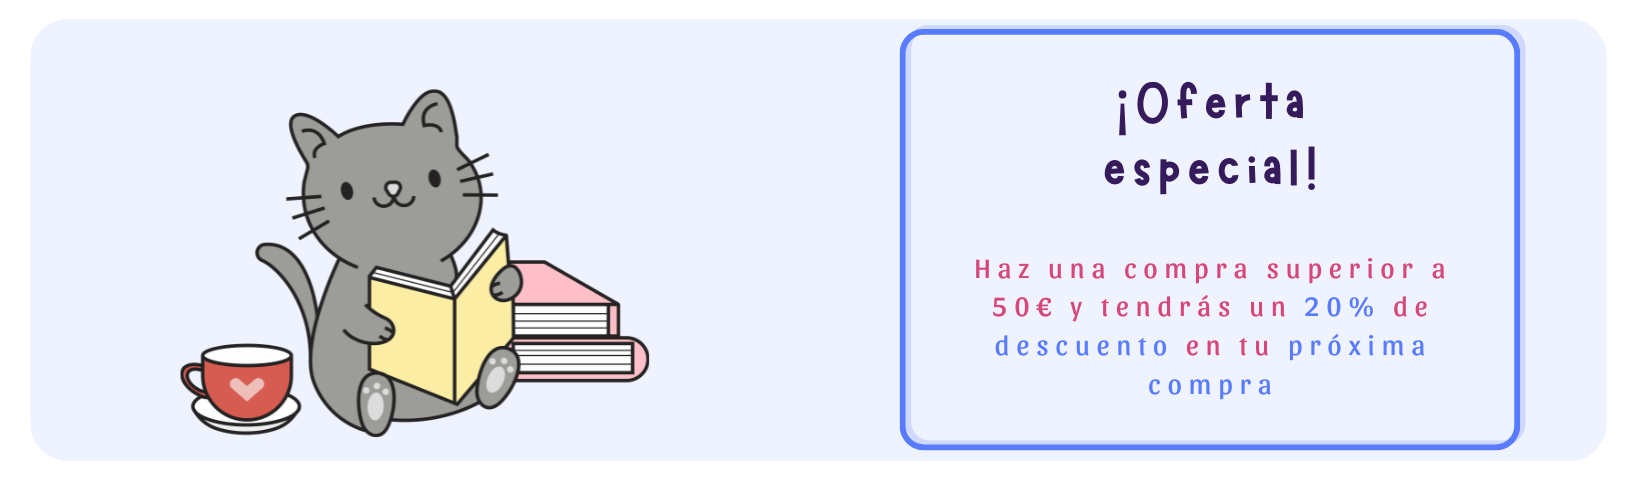 ¡Oferta
especial!
Haz una compra superior a
50€ y tendrás un 20% de
descuento en tu próxima
compra